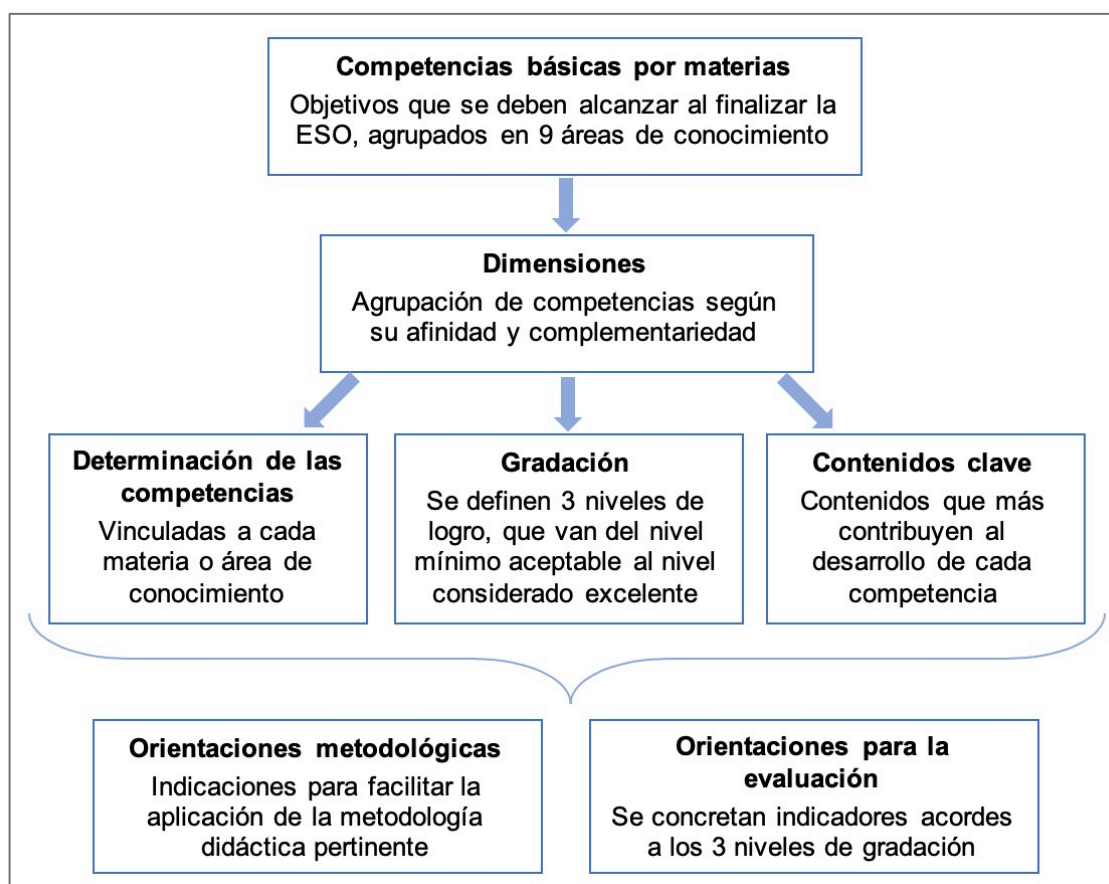 Competencias básicas por materias
Objetivos que se deben alcanzar al finalizar la
ESO, agrupados en 9 áreas de conocimiento
Dimensiones
Agrupación de competencias según
su afinidad y complementariedad
Determinación de las
competencias
Vinculadas a cada
materia o área de
conocimiento
Gradación
Se definen 3 niveles de
logro, que van del nivel
mínimo aceptable al nivel
considerado excelente
Contenidos clave
Contenidos que más
contribuyen al
desarrollo de cada
competencia
Orientaciones metodológicas
Indicaciones para facilitar la
aplicación de la metodología
didáctica pertinente
Orientaciones para la
evaluación
Se concretan indicadores acordes
a los 3 niveles de gradación